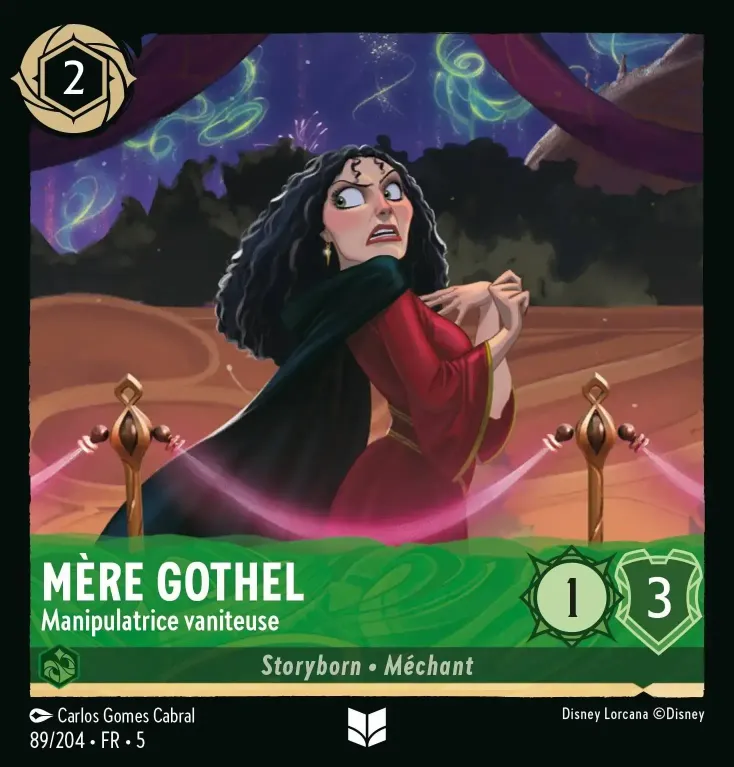 2
MÈRE GOTHEL
Manipulatrice vaniteuse
1
3
Storyborn • Méchant
Carlos Gomes Cabral
Disney Lorcana ©Disney
89/204 • FR • 5